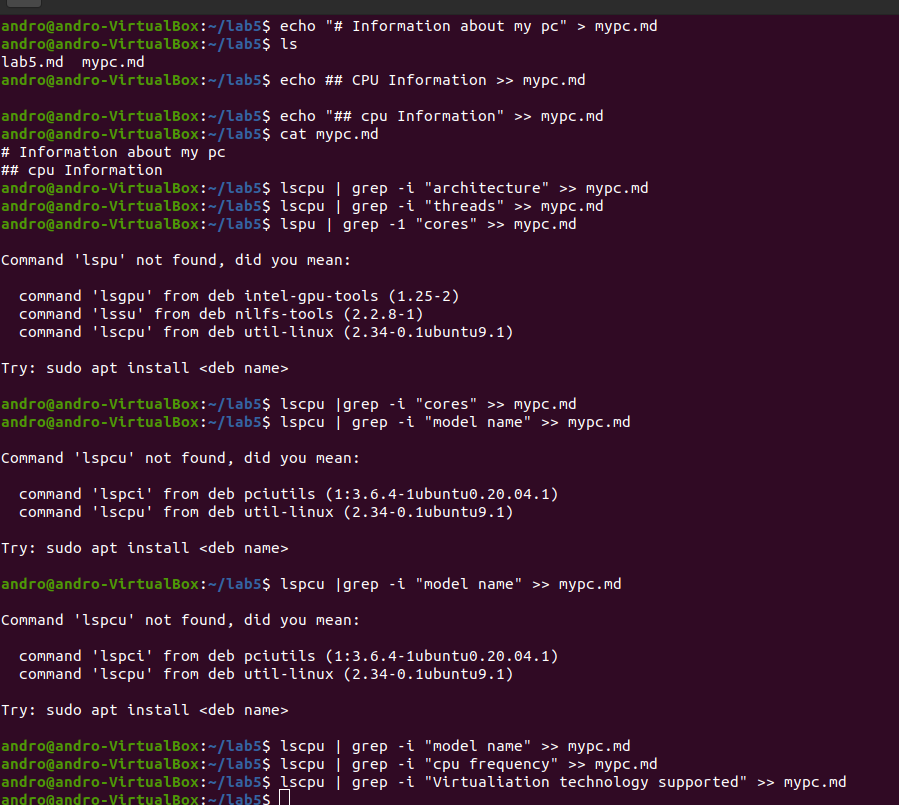 andro@andro-VirtualBox:~/lab5$ echo "# Information about my pc" > mypc.md
andro@andro-VirtualBox:~/lab5$ ls
lab5.md  mypc.md
andro@andro-VirtualBox:~/lab5$ echo ## CPU Information >> mypc.md

andro@andro-VirtualBox:~/lab5$ echo "## cpu Information" >> mypc.md
andro@andro-VirtualBox:~/lab5$ cat mypc.md
# Information about my pc
## cpu Information
andro@andro-VirtualBox:~/lab5$ lscpu | grep -i "architecture" >> mypc.md
andro@andro-VirtualBox:~/lab5$ lscpu | grep -i "threads" >> mypc.md
andro@andro-VirtualBox:~/lab5$ lspu | grep -1 "cores" >> mypc.md

Command 'lspu' not found, did you mean:

  command 'lsgpu' from deb intel-gpu-tools (1.25-2)
  command 'lssu' from deb nilfs-tools (2.2.8-1)
  command 'lscpu' from deb util-linux (2.34-0.1ubuntu9.1)

Try: sudo apt install <deb name>

andro@andro-VirtualBox:~/lab5$ lscpu |grep -i "cores" >> mypc.md
andro@andro-VirtualBox:~/lab5$ lspcu | grep -i "model name" >> mypc.md

Command 'lspcu' not found, did you mean:

  command 'lspci' from deb pciutils (1:3.6.4-1ubuntu0.20.04.1)
  command 'lscpu' from deb util-linux (2.34-0.1ubuntu9.1)

Try: sudo apt install <deb name>

andro@andro-VirtualBox:~/lab5$ lspcu |grep -i "model name" >> mypc.md

Command 'lspcu' not found, did you mean:

  command 'lspci' from deb pciutils (1:3.6.4-1ubuntu0.20.04.1)
  command 'lscpu' from deb util-linux (2.34-0.1ubuntu9.1)

Try: sudo apt install <deb name>

andro@andro-VirtualBox:~/lab5$ lscpu | grep -i "model name" >> mypc.md
andro@andro-VirtualBox:~/lab5$ lscpu | grep -i "cpu frequency" >> mypc.md
andro@andro-VirtualBox:~/lab5$ lscpu | grep -i "Virtualiation technology supported" >> mypc.md
andro@andro-VirtualBox:~/lab5$